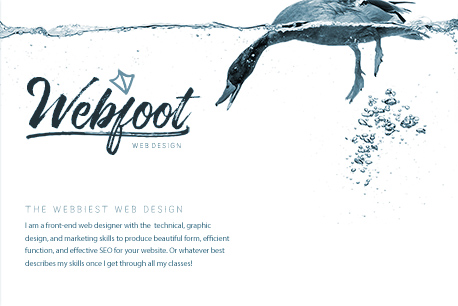 Webfoot
WEB DESIGN
THE WEBBIEST WEB DESIGN
I am a front-end web designer with the technical, graphic
design, and marketing skills to produce beautiful form, efficient
function, and effective SEO for your website. Or whatever best
describes my skills once I get through all my classes!